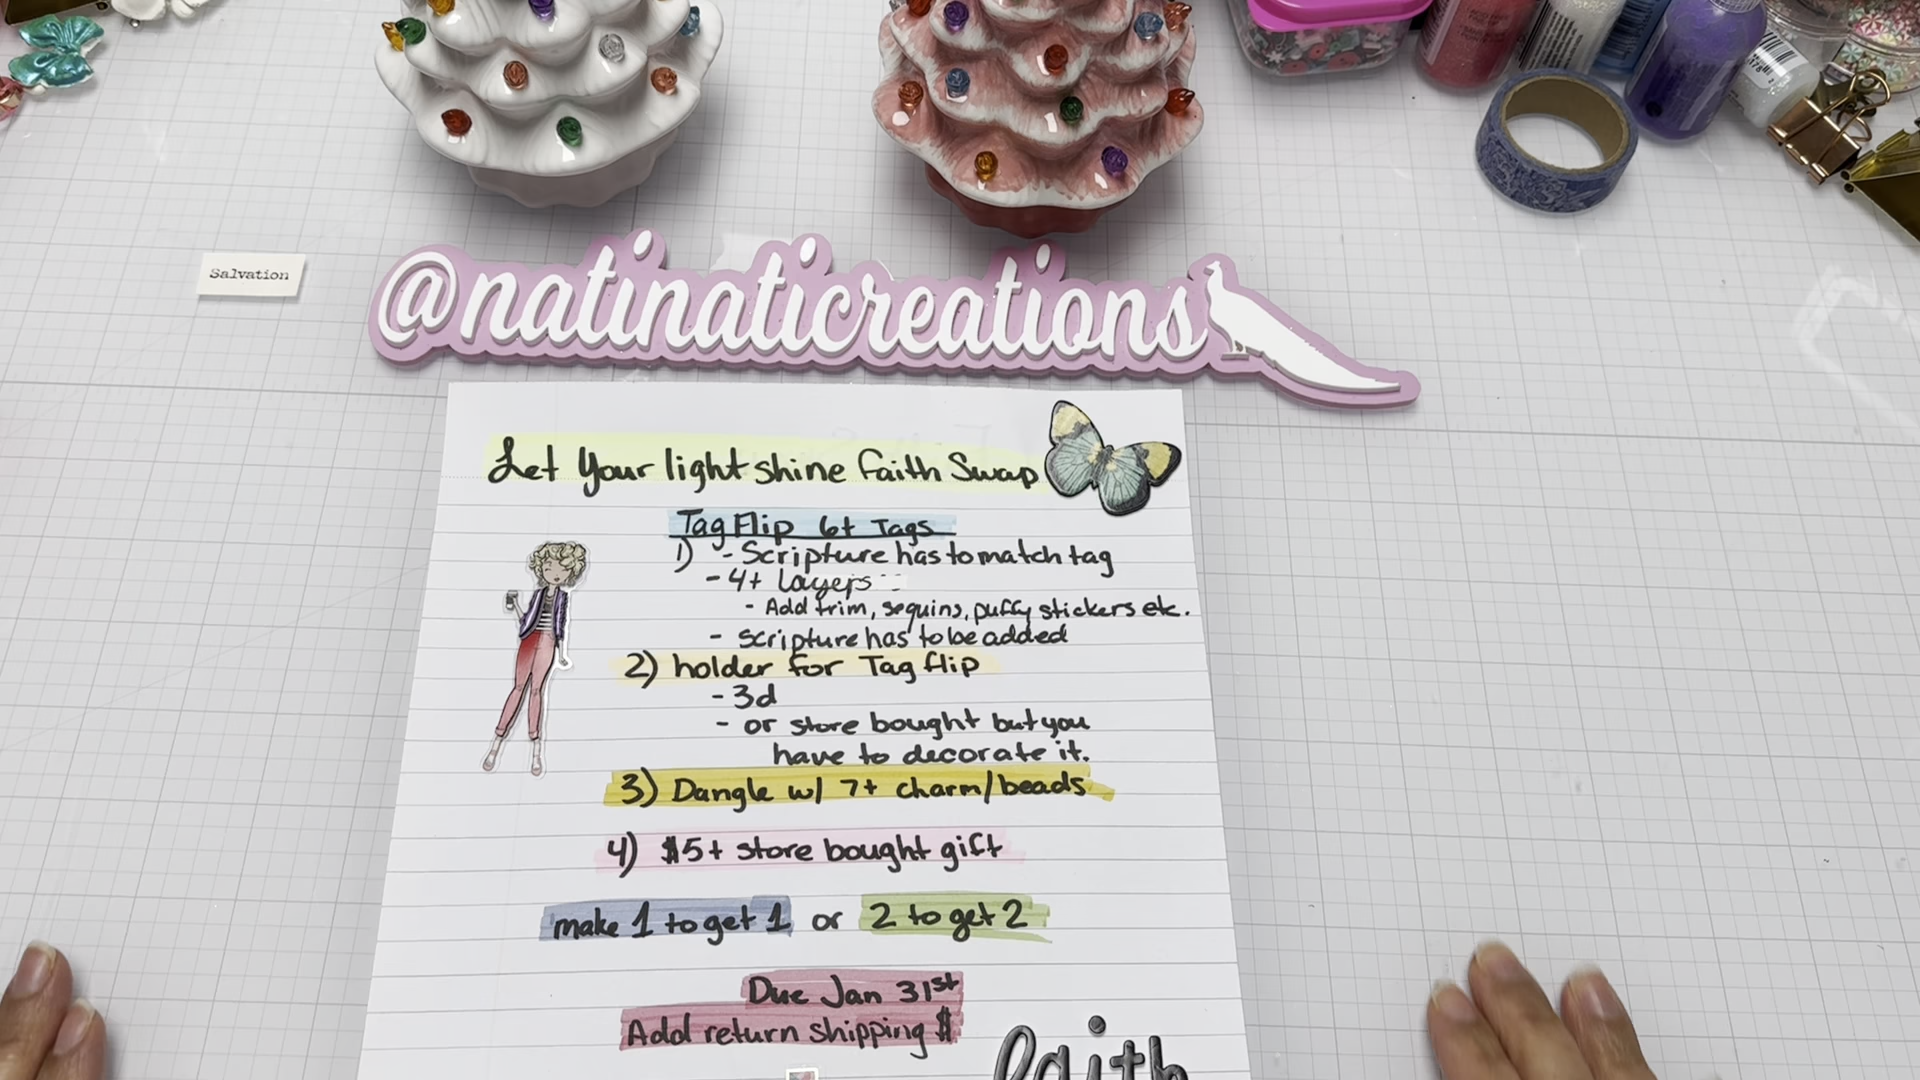 Salvation
@natinaticreations
Let Your light shine faith Swap
Tag Flip 6+ Tags
1) - Scripture has to match tag
- 4+ Layers
- Add trim, sequins, puffy stickers etc.
- scripture has to be added
2) holder for Tag flip
- 3d
- or store bought but you
have to decorate it.
3) Dangle w/ 7+ charm/beads
4) $5+ store bought gift
make 1 to get 1 or 2 to get 2
Due Jan 31st
Add return shipping $
faith